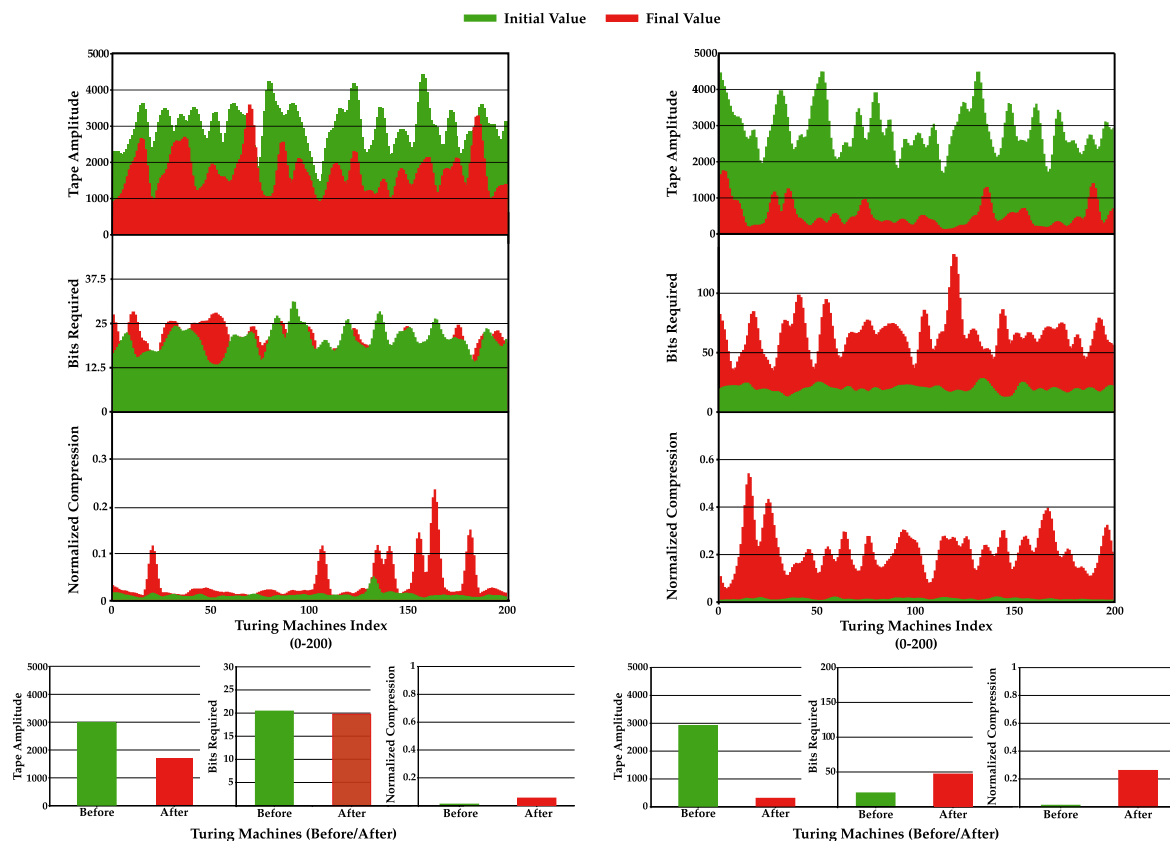 Initial Value Final Value
5000
4000
3000
2000
1000
0
Tape Amplitude
37.5
25
12.5
0
Bits Required
0.3
0.2
0.1
0
Normalized Compression
0 50 100 150 200
Turing Machines Index
(0-200)
5000
4000
3000
2000
1000
0
Tape Amplitude
100
50
0
Bits Required
0.6
0.4
0.2
0
Normalized Compression
0 50 100 150 200
Turing Machines Index
(0-200)
5000
4000
3000
2000
1000
0
Tape Amplitude
Before After
30
25
20
15
10
5
Bits Required
Before After
1
0.8
0.6
0.4
0.2
Normalized Compression
Before After
Turing Machines (Before/After)
5000
4000
3000
2000
1000
0
Tape Amplitude
Before After
200
150
100
50
Bits Required
Before After
1
0.8
0.6
0.4
0.2
Normalized Compression
Before After
Turing Machines (Before/After)